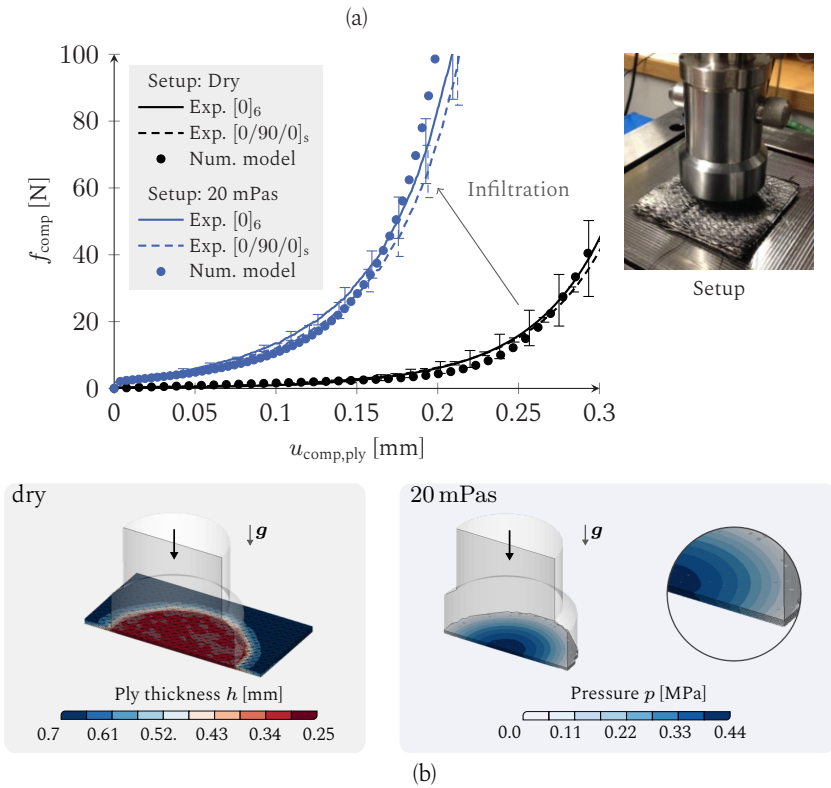 (a)
100
80
60
40
20
0
f_comp [N]
Setup: Dry
Exp. [0]₆
Exp. [0/90/0]ₛ
Num. model
Setup: 20 mPas
Exp. [0]₆
Exp. [0/90/0]ₛ
Num. model
Infiltration
0 0.05 0.1 0.15 0.2 0.25 0.3
u_comp,ply [mm]
Setup
dry
g
Ply thickness h [mm]
0.7 0.61 0.52. 0.43 0.34 0.25
20 mPas
g
Pressure p [MPa]
0.0 0.11 0.22 0.33 0.44
(b)